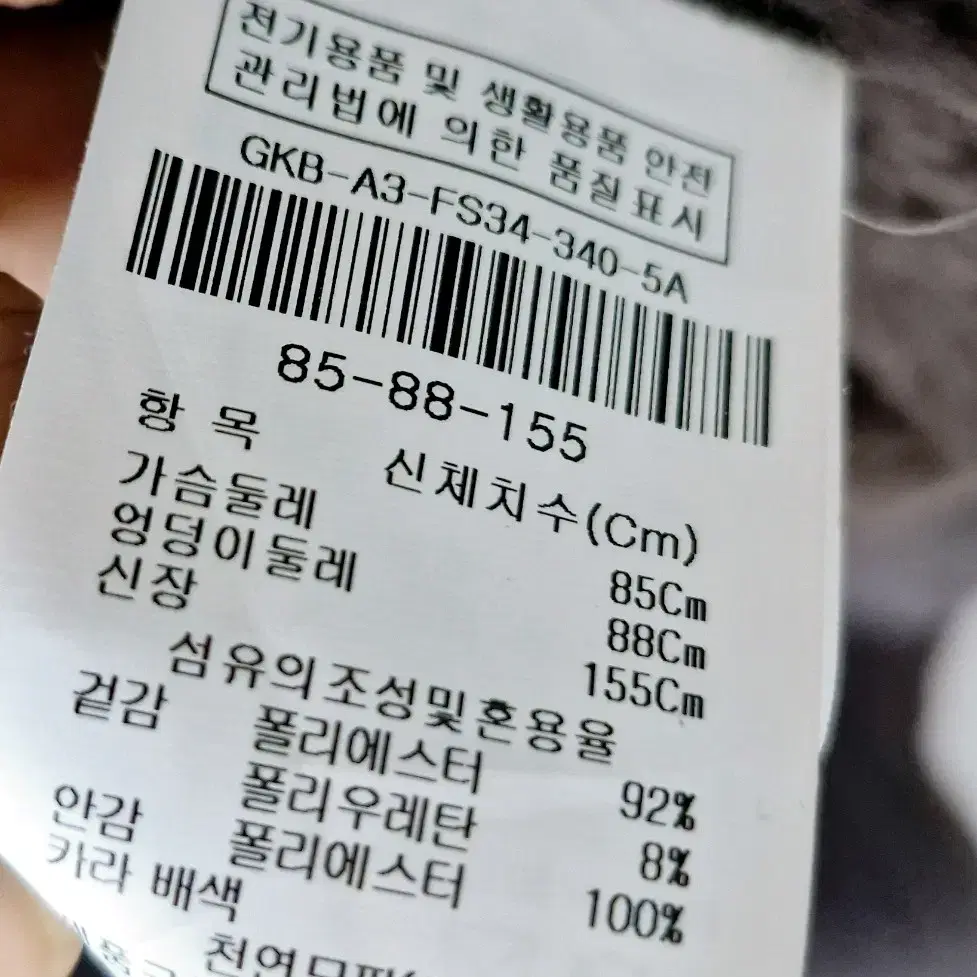 전기용품 및 생활용품 안전
관리법에 의한 품질표시
GKB-A3-FS34-340-5A
85-88-155
항 목 신체치수(Cm)
가슴둘레 85Cm
엉덩이둘레 88Cm
신장 155Cm
섬유의조성및혼용율
겉감 폴리에스터 92%
폴리우레탄 8%
안감 폴리에스터 100%
카라 배색
천연모피